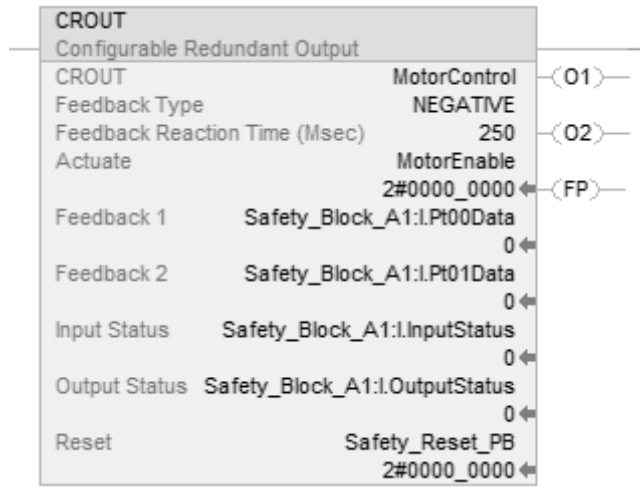 CROUT
Configurable Redundant Output
CROUT MotorControl (O1)
Feedback Type NEGATIVE
Feedback Reaction Time (Msec) 250 (O2)
Actuate MotorEnable
2#0000_0000 (FP)
Feedback 1 Safety_Block_A1:I.Pt00Data
0
Feedback 2 Safety_Block_A1:I.Pt01Data
0
Input Status Safety_Block_A1:I.InputStatus
0
Output Status Safety_Block_A1:I.OutputStatus
0
Reset Safety_Reset_PB
2#0000_0000